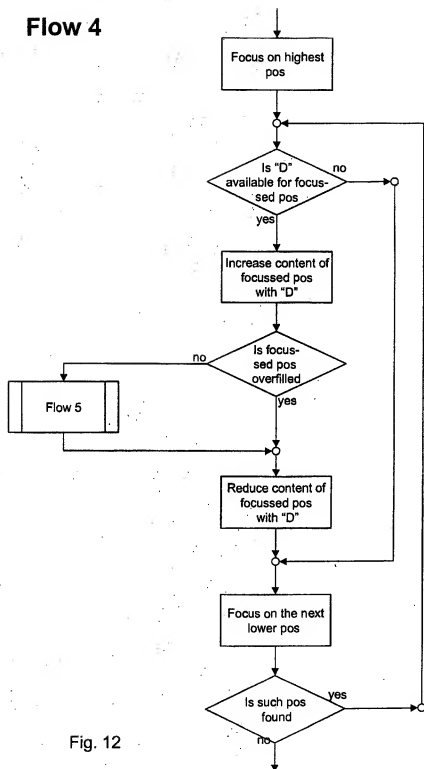 Flow 4
Focus on highest
pos
Is "D"
available for focus-
sed pos
no
yes
Increase content of
focussed pos
with "D"
Is focus-
sed pos
overfilled
no
yes
Flow 5
Reduce content of
focussed pos
with "D"
Focus on the next
lower pos
Is such pos
found
yes
no
Fig. 12